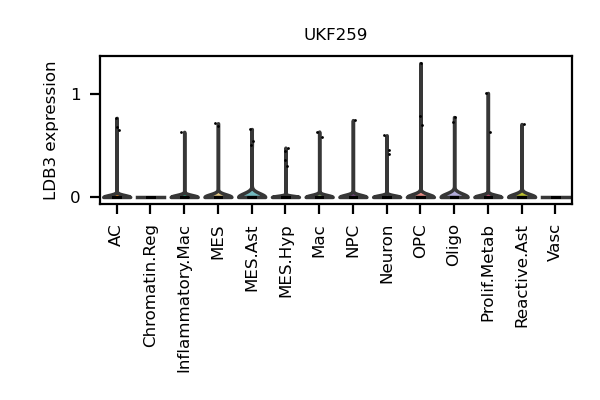 UKF259
LDB3 expression
1
0
AC
Chromatin.Reg
Inflammatory.Mac
MES
MES.Ast
MES.Hyp
Mac
NPC
Neuron
OPC
Oligo
Prolif.Metab
Reactive.Ast
Vasc